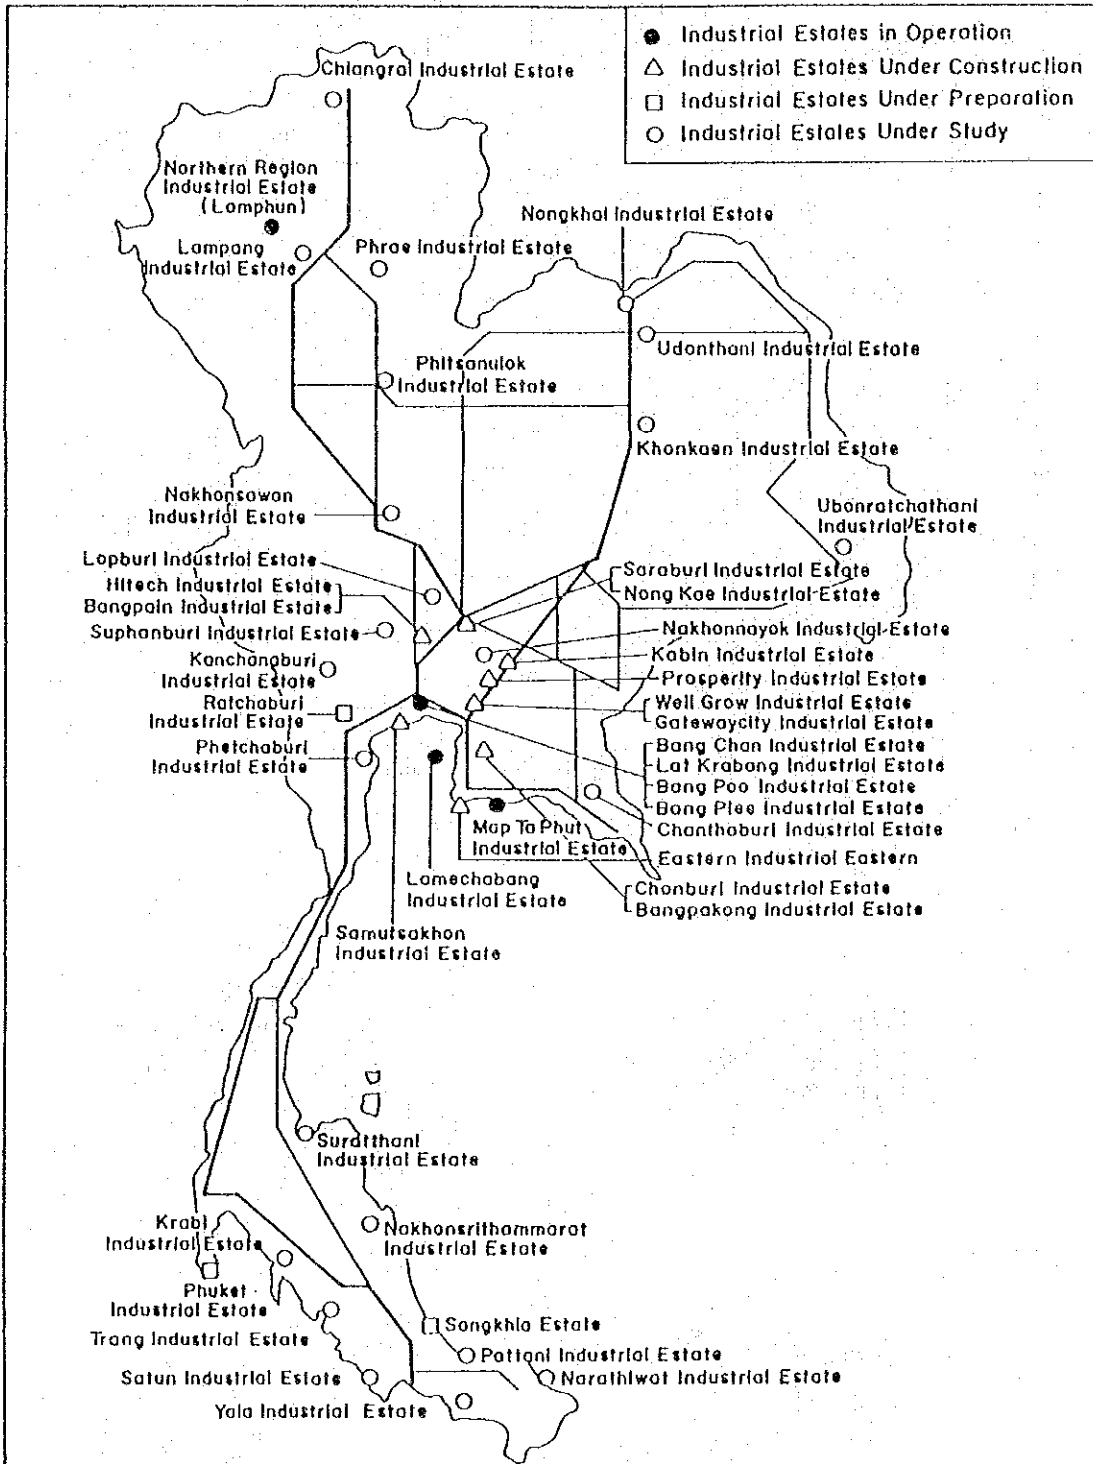 Industrial Estates in Operation
Industrial Estates Under Construction
Industrial Estates Under Preparation
Industrial Estates Under Study
Chiangrai Industrial Estate
Northern Region
Industrial Estate
(Lamphun)
Lampang
Industrial Estate
Phrae Industrial Estate
Nongkhai Industrial Estate
Udonthani Industrial Estate
Phitsanulok
Industrial Estate
Khonkaen Industrial Estate
Nakhonsawan
Industrial Estate
Ubonratchathani
Industrial Estate
Lopburi Industrial Estate
Hitech Industrial Estate
Bangpain Industrial Estate
Suphanburi Industrial Estate
Kanchanaburi
Industrial Estate
Ratchaburi
Industrial Estate
Phetchaburi
Industrial Estate
Saraburi Industrial Estate
Nong Kae Industrial Estate
Nakhonnayok Industrial Estate
Kabin Industrial Estate
Prosperity Industrial Estate
Well Grow Industrial Estate
Gatewaycity Industrial Estate
Bang Chan Industrial Estate
Lat Krabang Industrial Estate
Bang Poo Industrial Estate
Bang Plee Industrial Estate
Chanthaburi Industrial Estate
Map Ta Phut
Industrial Estate
Eastern Industrial Eastern
Lamechabang
Industrial Estate
Chonburi Industrial Estate
Bangpakong Industrial Estate
Samutsakhon
Industrial Estate
Suratthani
Industrial Estate
Krabi
Industrial Estate
Nakhonsrithammarat
Industrial Estate
Phuket
Industrial Estate
Trang Industrial Estate
Songkhla Estate
Pattani Industrial Estate
Satun Industrial Estate
Narathiwat Industrial Estate
Yala Industrial Estate